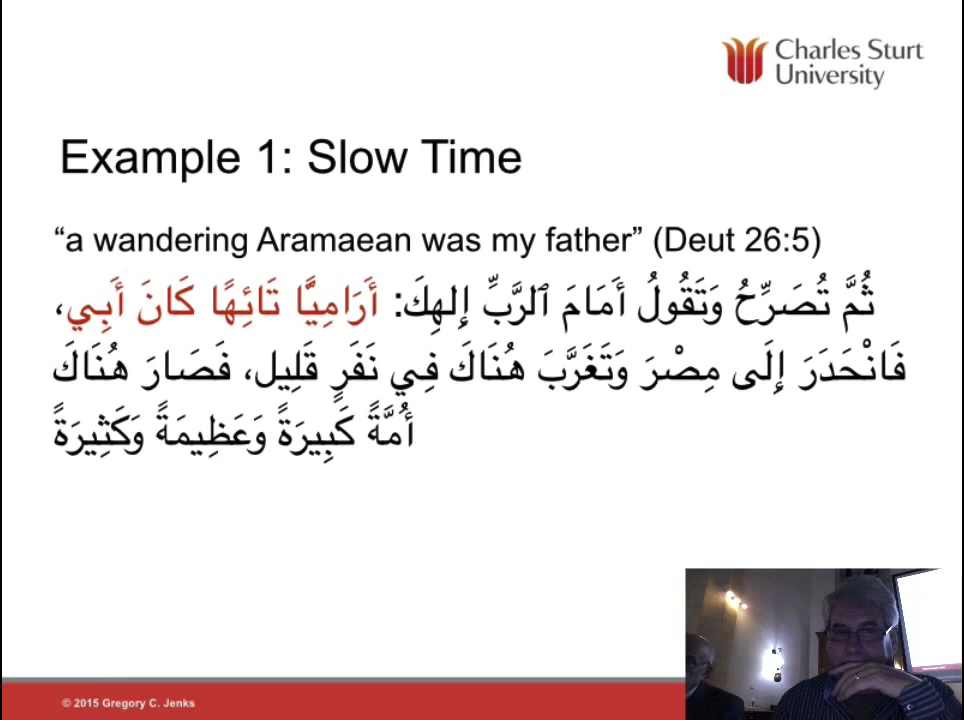 Charles Sturt
University
Example 1: Slow Time
“a wandering Aramaean was my father” (Deut 26:5)
ثُمَّ تُصَرِّحُ وَتَقُولُ أَمَامَ ٱلرَّبِّ إِلهِكَ: أَرَامِيًّا تَائِهًا كَانَ أَبِي،
فَانْحَدَرَ إِلَى مِصْرَ وَتَغَرَّبَ هُنَاكَ فِي نَفَرٍ قَلِيل، فَصَارَ هُنَاكَ
أُمَّةً كَبِيرَةً وَعَظِيمَةً وَكَثِيرَةً
© 2015 Gregory C. Jenks